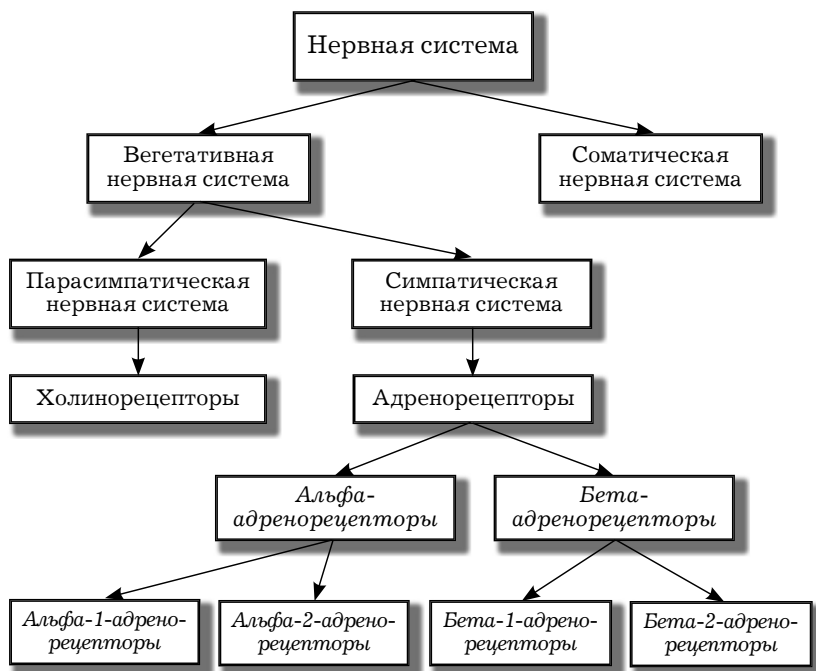 Нервная система
Вегетативная
нервная система
Соматическая
нервная система
Парасимпатическая
нервная система
Симпатическая
нервная система
Холинорецепторы
Адренорецепторы
Альфа-
адренорецепторы
Бета-
адренорецепторы
Альфа-1-адрено-
рецепторы
Альфа-2-адрено-
рецепторы
Бета-1-адрено-
рецепторы
Бета-2-адрено-
рецепторы